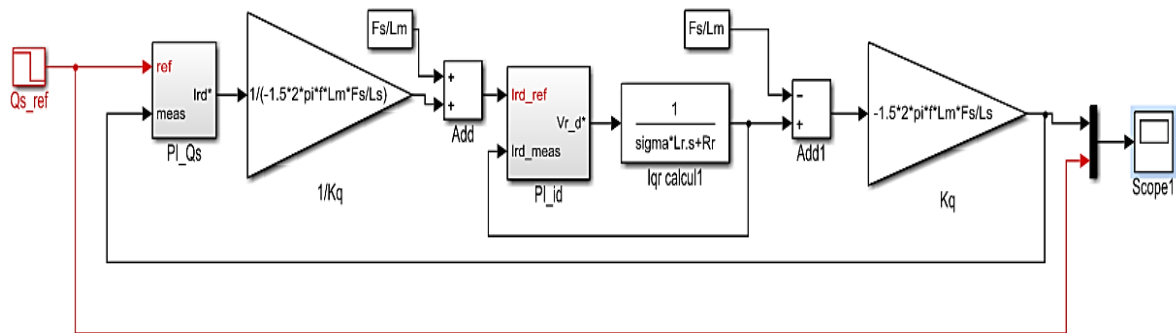 Qs_ref
ref
meas
Ird*
PI_Qs
1/(-1.5*2*pi*f*Lm*Fs/Ls)
1/Kq
Fs/Lm
+
+
Add
Ird_ref
Vr_d*
Ird_meas
PI_id
1
sigma*Lr.s+Rr
Iqr calcul1
Fs/Lm
−
+
Add1
-1.5*2*pi*f*Lm*Fs/Ls
Kq
Scope1